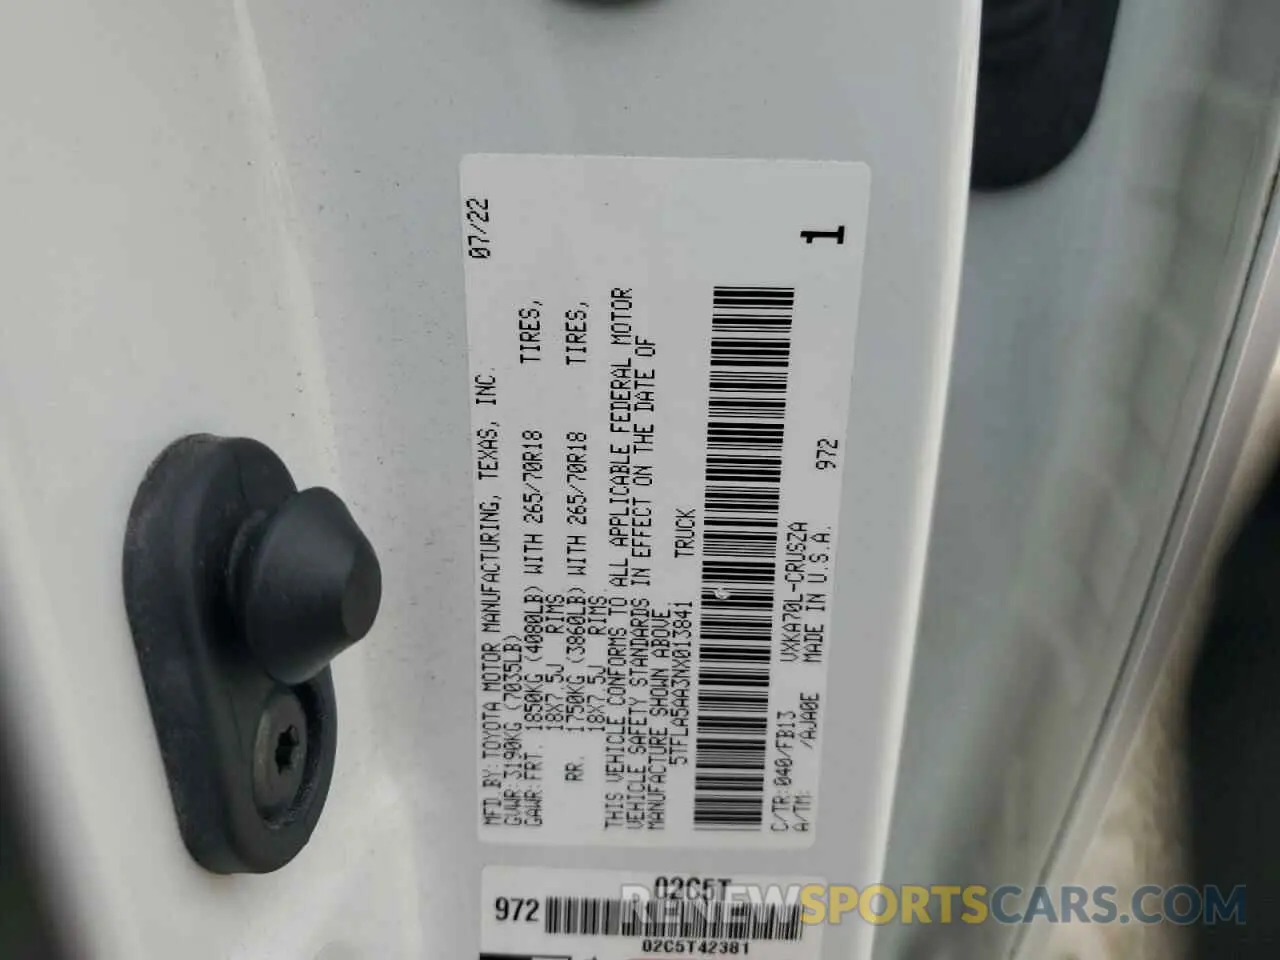 MFD.BY: TOYOTA MOTOR MANUFACTURING, TEXAS, INC. 07/22
GVWR: 3190KG (7035LB)
GAWR: FRT. 1850KG (4080LB) WITH 265/70R18 TIRES,
18X7.5J RIMS
RR. 1750KG (3860LB) WITH 265/70R18 TIRES,
18X7.5J RIMS
THIS VEHICLE CONFORMS TO ALL APPLICABLE FEDERAL MOTOR
VEHICLE SAFETY STANDARDS IN EFFECT ON THE DATE OF
MANUFACTURE SHOWN ABOVE.
5TFLA5AA3NX013841 TRUCK
C/TR: 040/FB13 VXKA70L-CRUSZA 972
A/TM: /AJA0E MADE IN U.S.A.
1
02C5T
972
02C5T42381
RENEWSPORTSCARS.COM